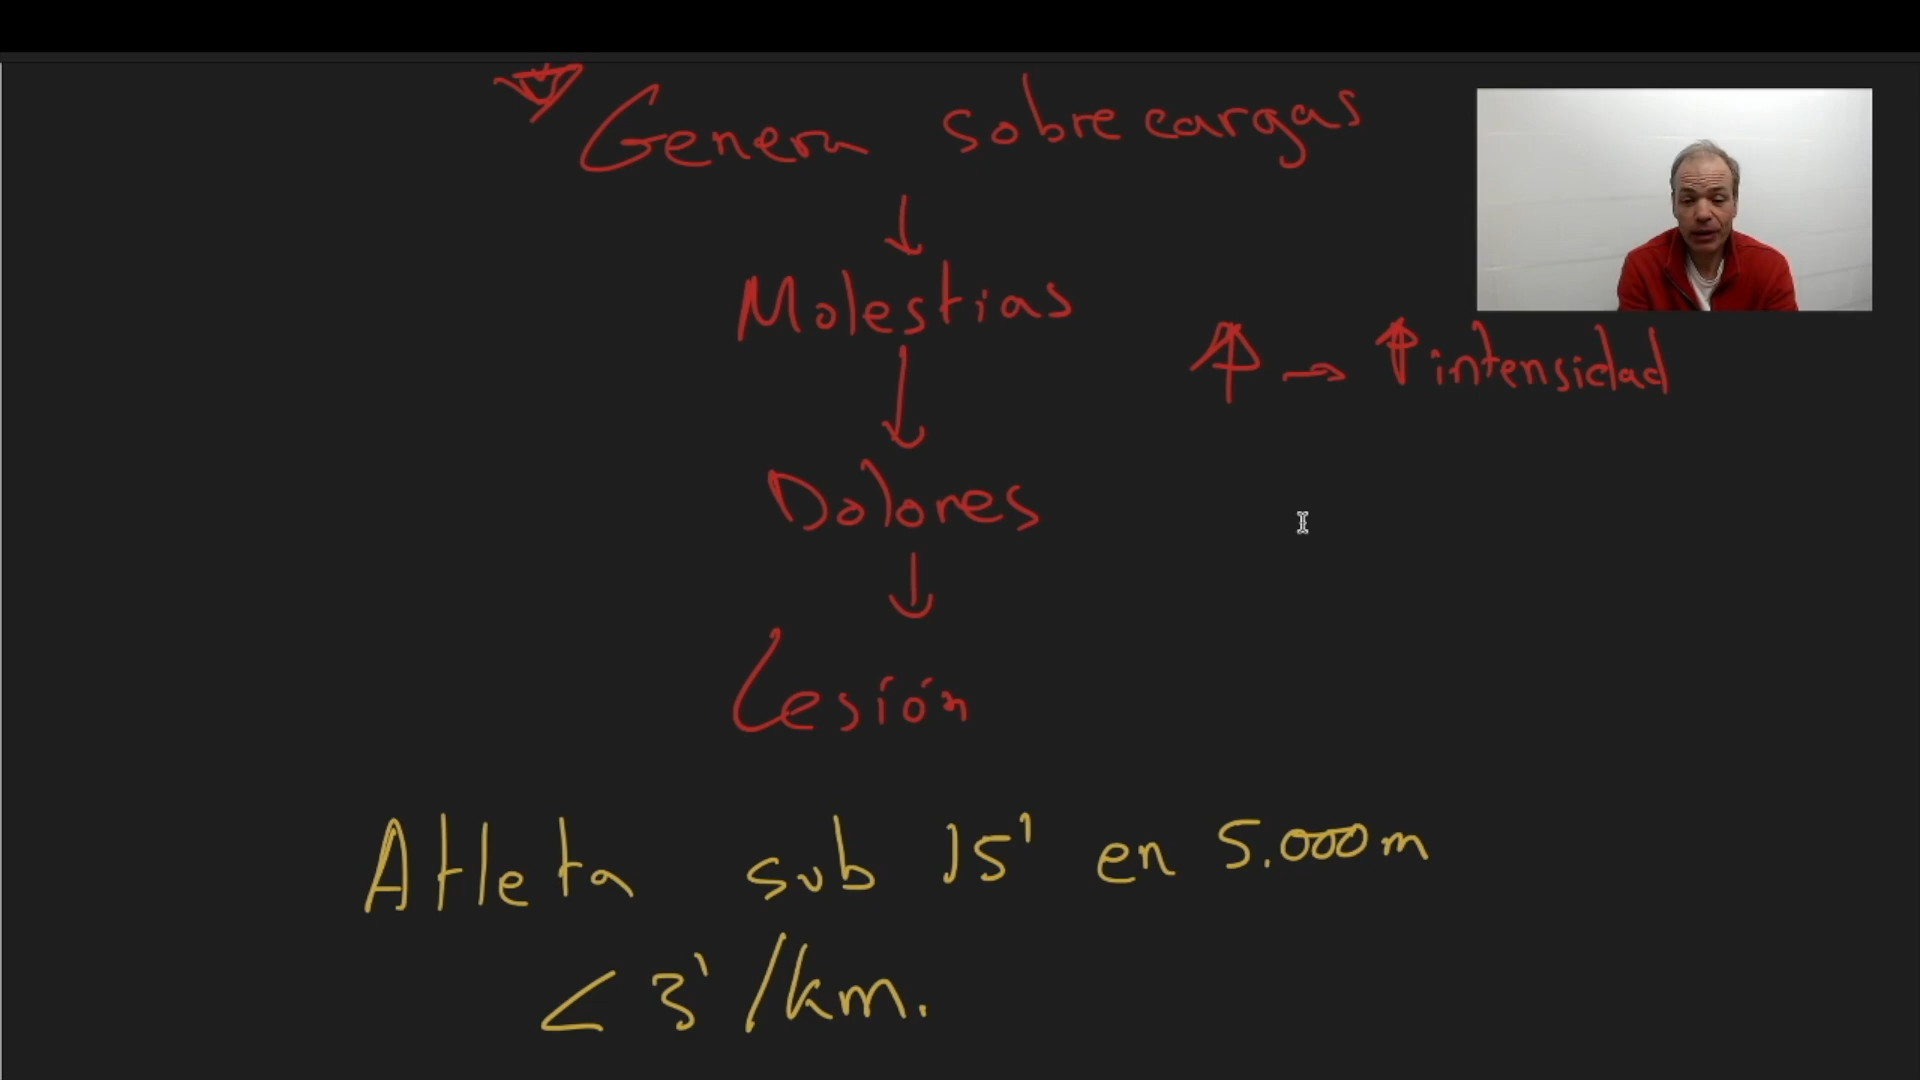 Genera sobrecargas
↓
Molestias
↑ → ↑ intensidad
↓
Dolores
↓
Lesión
Atleta sub 15' en 5.000m
< 3' /km.